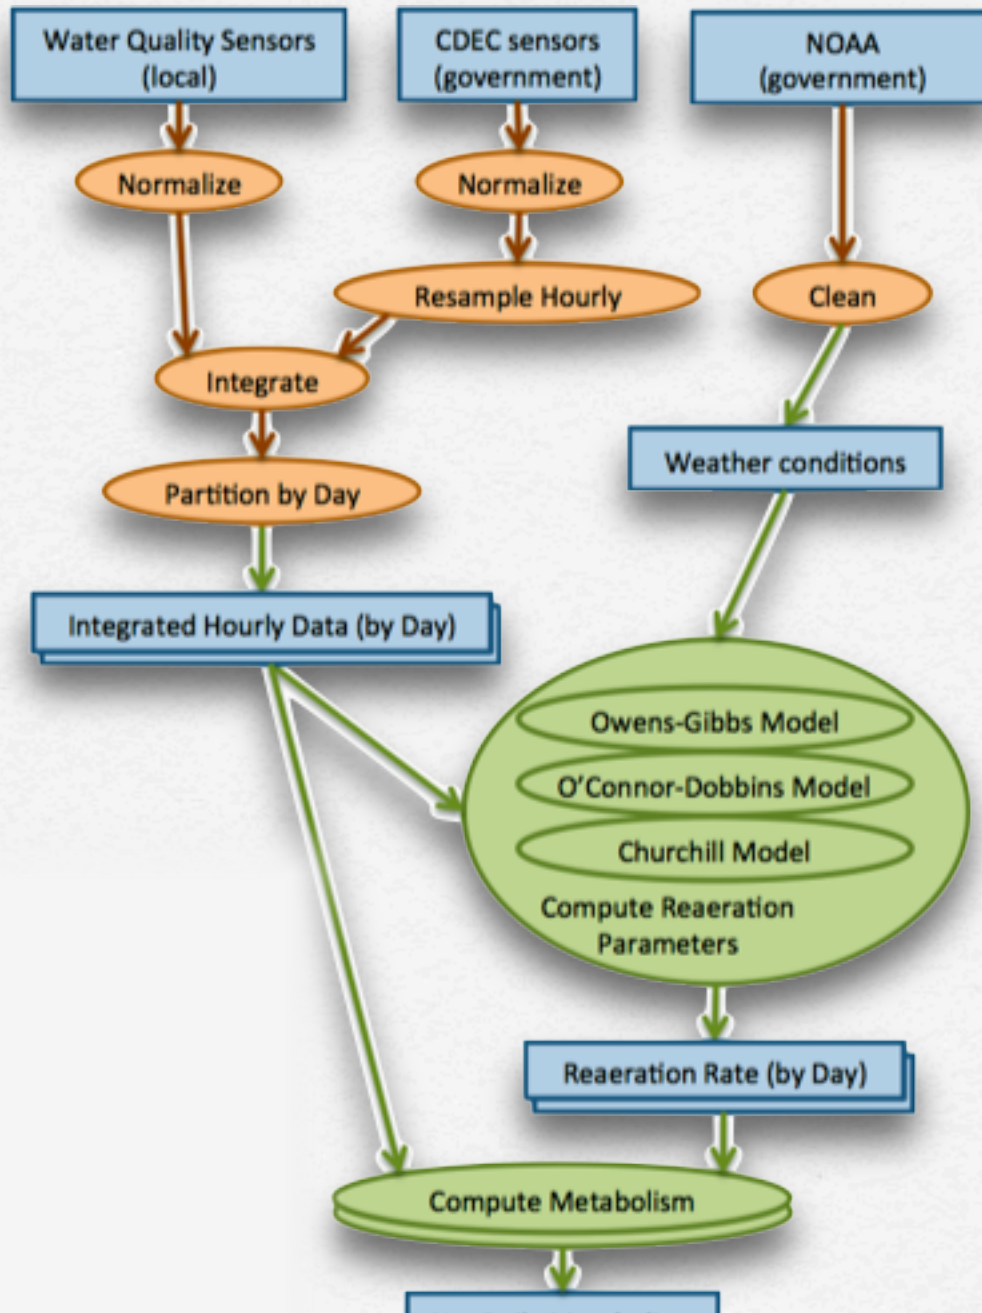 Water Quality Sensors
(local)
CDEC sensors
(government)
NOAA
(government)
Normalize
Normalize
Resample Hourly
Clean
Integrate
Weather conditions
Partition by Day
Integrated Hourly Data (by Day)
Owens-Gibbs Model
O'Connor-Dobbins Model
Churchill Model
Compute Reaeration
Parameters
Reaeration Rate (by Day)
Compute Metabolism